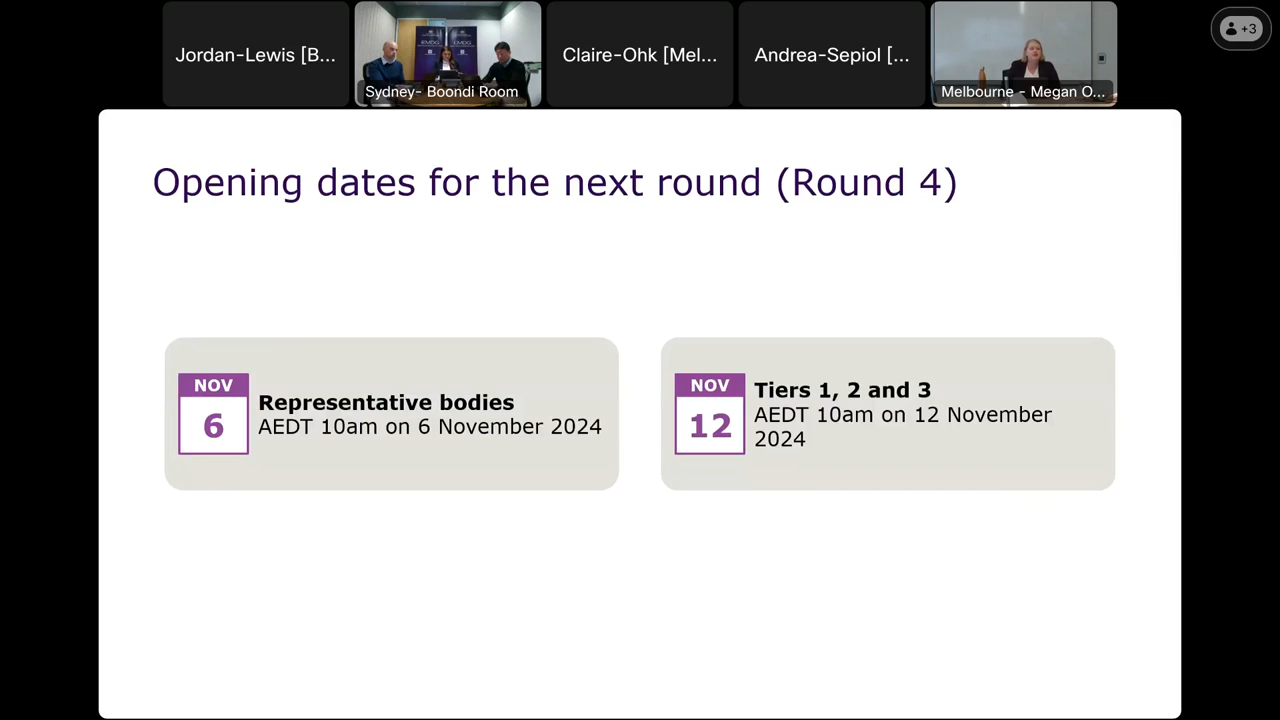 Jordan-Lewis [B...
Sydney- Boondi Room
Claire-Ohk [Mel...
Andrea-Sepiol [...
Melbourne - Megan O...
+3
Opening dates for the next round (Round 4)
NOV
6
Representative bodies
AEDT 10am on 6 November 2024
NOV
12
Tiers 1, 2 and 3
AEDT 10am on 12 November
2024
EMDG
EMDG